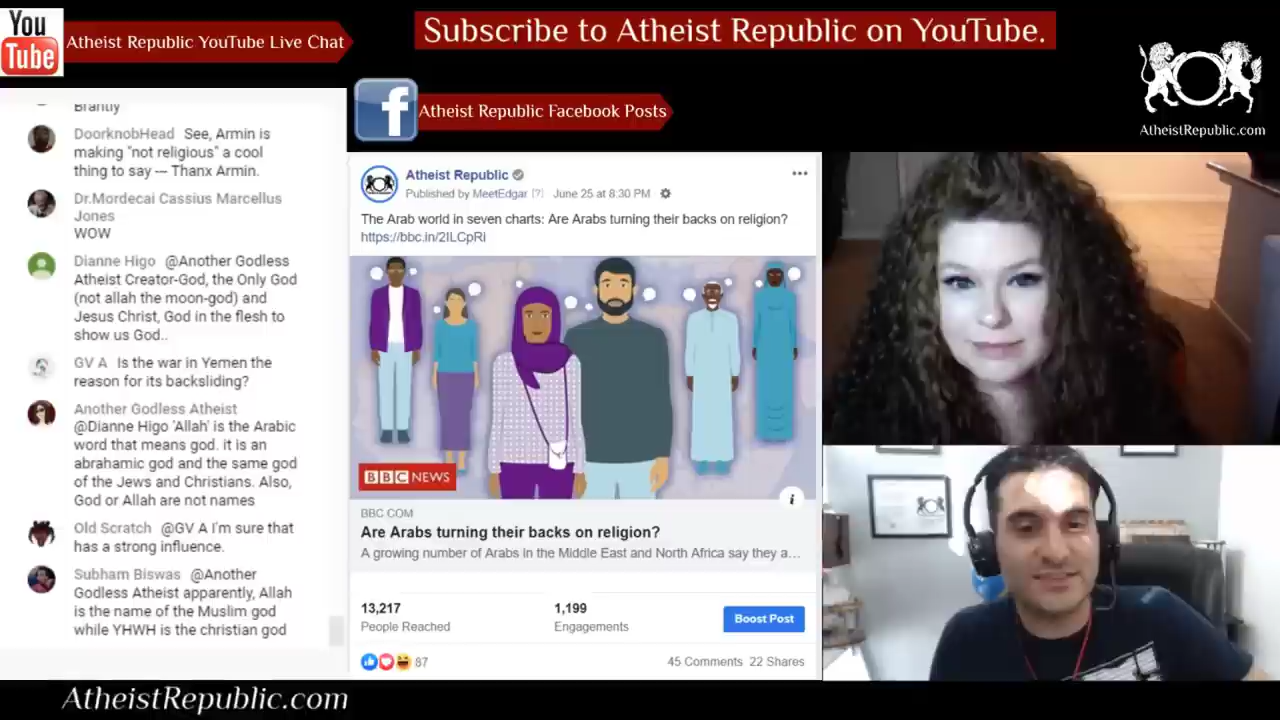 You
Tube
Atheist Republic YouTube Live Chat
Subscribe to Atheist Republic on YouTube.
AtheistRepublic.com
f
Atheist Republic Facebook Posts
Brantly
DoorknobHead See, Armin is
making "not religious" a cool
thing to say -- Thanx Armin.
Dr.Mordecai Cassius Marcellus
Jones
WOW
Dianne Higo @Another Godless
Atheist Creator-God, the Only God
(not allah the moon-god) and
Jesus Christ, God in the flesh to
show us God..
GV A Is the war in Yemen the
reason for its backsliding?
Another Godless Atheist
@Dianne Higo 'Allah' is the Arabic
word that means god. it is an
abrahamic god and the same god
of the Jews and Christians. Also,
God or Allah are not names
Old Scratch @GV A I'm sure that
has a strong influence.
Subham Biswas @Another
Godless Atheist apparently, Allah
is the name of the Muslim god
while YHWH is the christian god
Atheist Republic
Published by MeetEdgar [?] June 25 at 8:30 PM
The Arab world in seven charts: Are Arabs turning their backs on religion?
https://bbc.in/2ILCpRi
BBC NEWS
i
BBC.COM
Are Arabs turning their backs on religion?
A growing number of Arabs in the Middle East and North Africa say they a...
13,217
People Reached
1,199
Engagements
Boost Post
87
45 Comments 22 Shares
AtheistRepublic.com